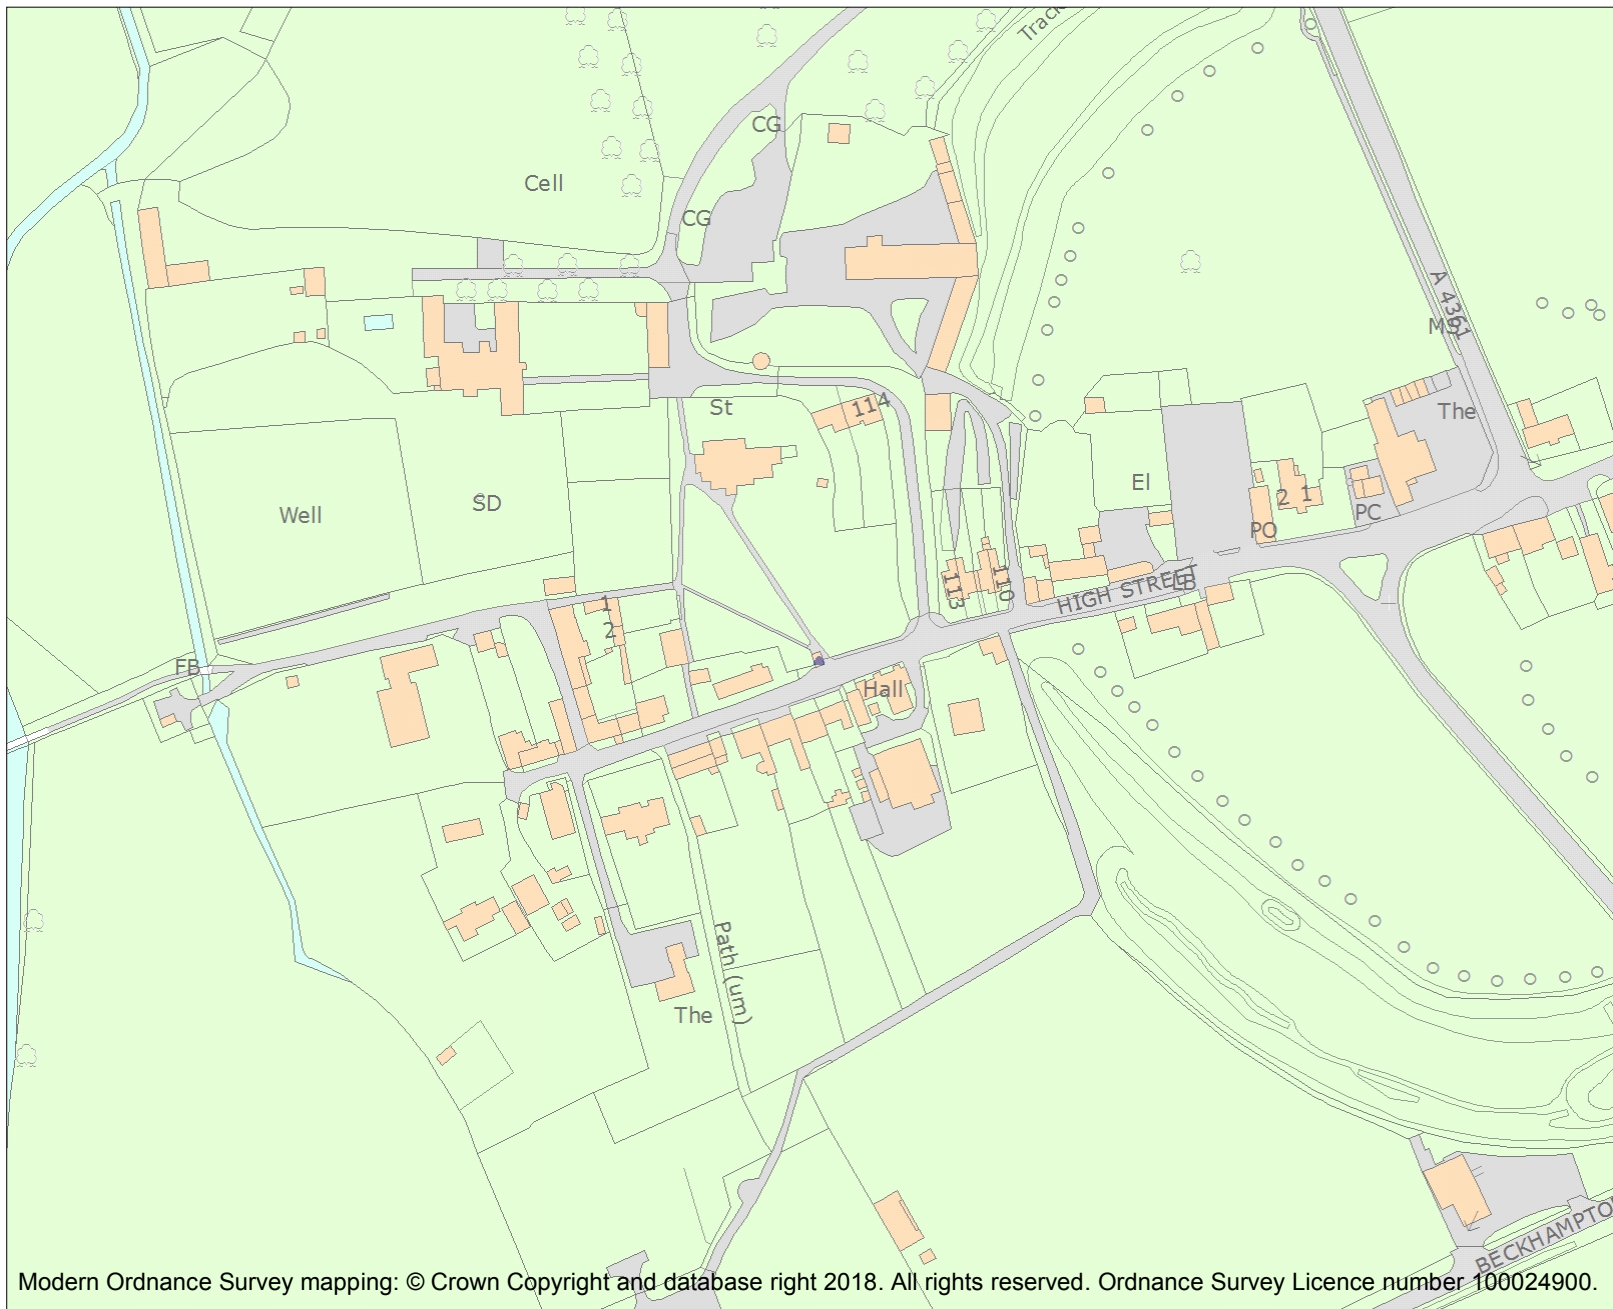 Track
CG
Cell
CG
A 4361
MS
St
114
The
El
Well
SD
2 1
PO
PC
113
110
HIGH STREET
LB
1
2
FB
Hall
Path (um)
The
BECKHAMPTO
Modern Ordnance Survey mapping: © Crown Copyright and database right 2018. All rights reserved. Ordnance Survey Licence number 100024900.